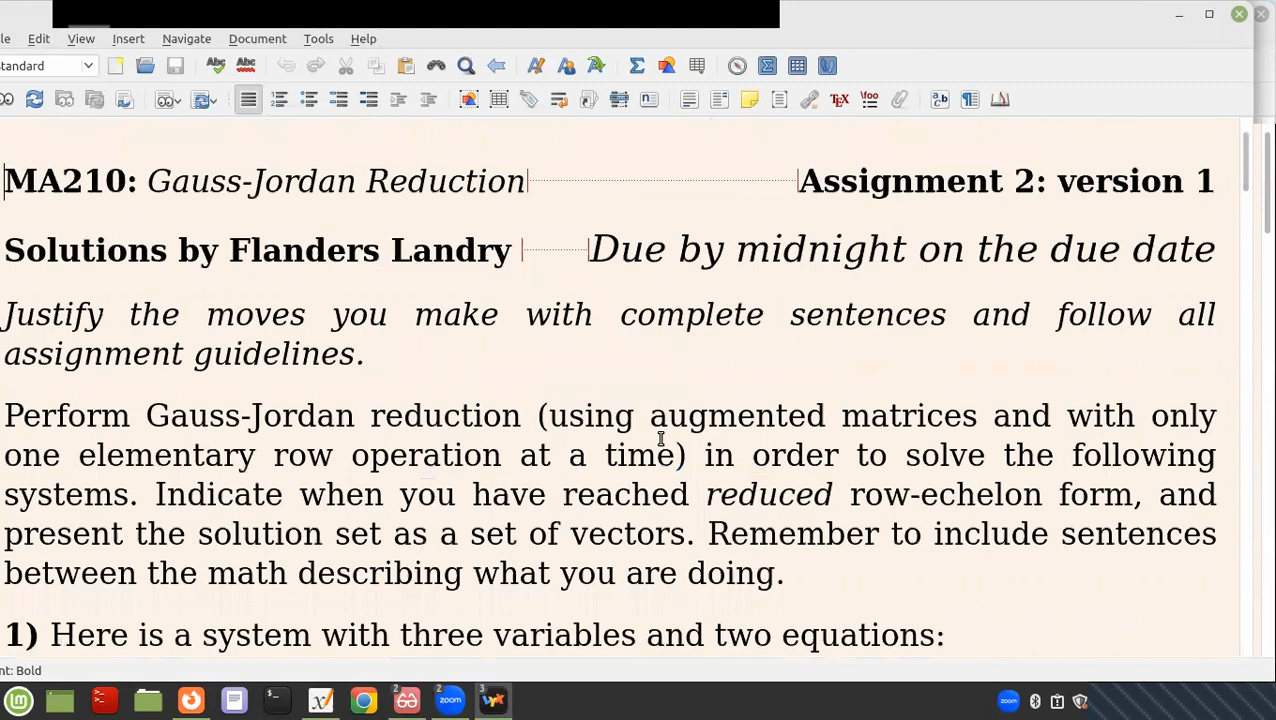 le Edit View Insert Navigate Document Tools Help
tandard
MA210: Gauss-Jordan Reduction Assignment 2: version 1
Solutions by Flanders Landry Due by midnight on the due date
Justify the moves you make with complete sentences and follow all
assignment guidelines.
Perform Gauss-Jordan reduction (using augmented matrices and with only
one elementary row operation at a time) in order to solve the following
systems. Indicate when you have reached reduced row-echelon form, and
present the solution set as a set of vectors. Remember to include sentences
between the math describing what you are doing.
1) Here is a system with three variables and two equations:
nt: Bold